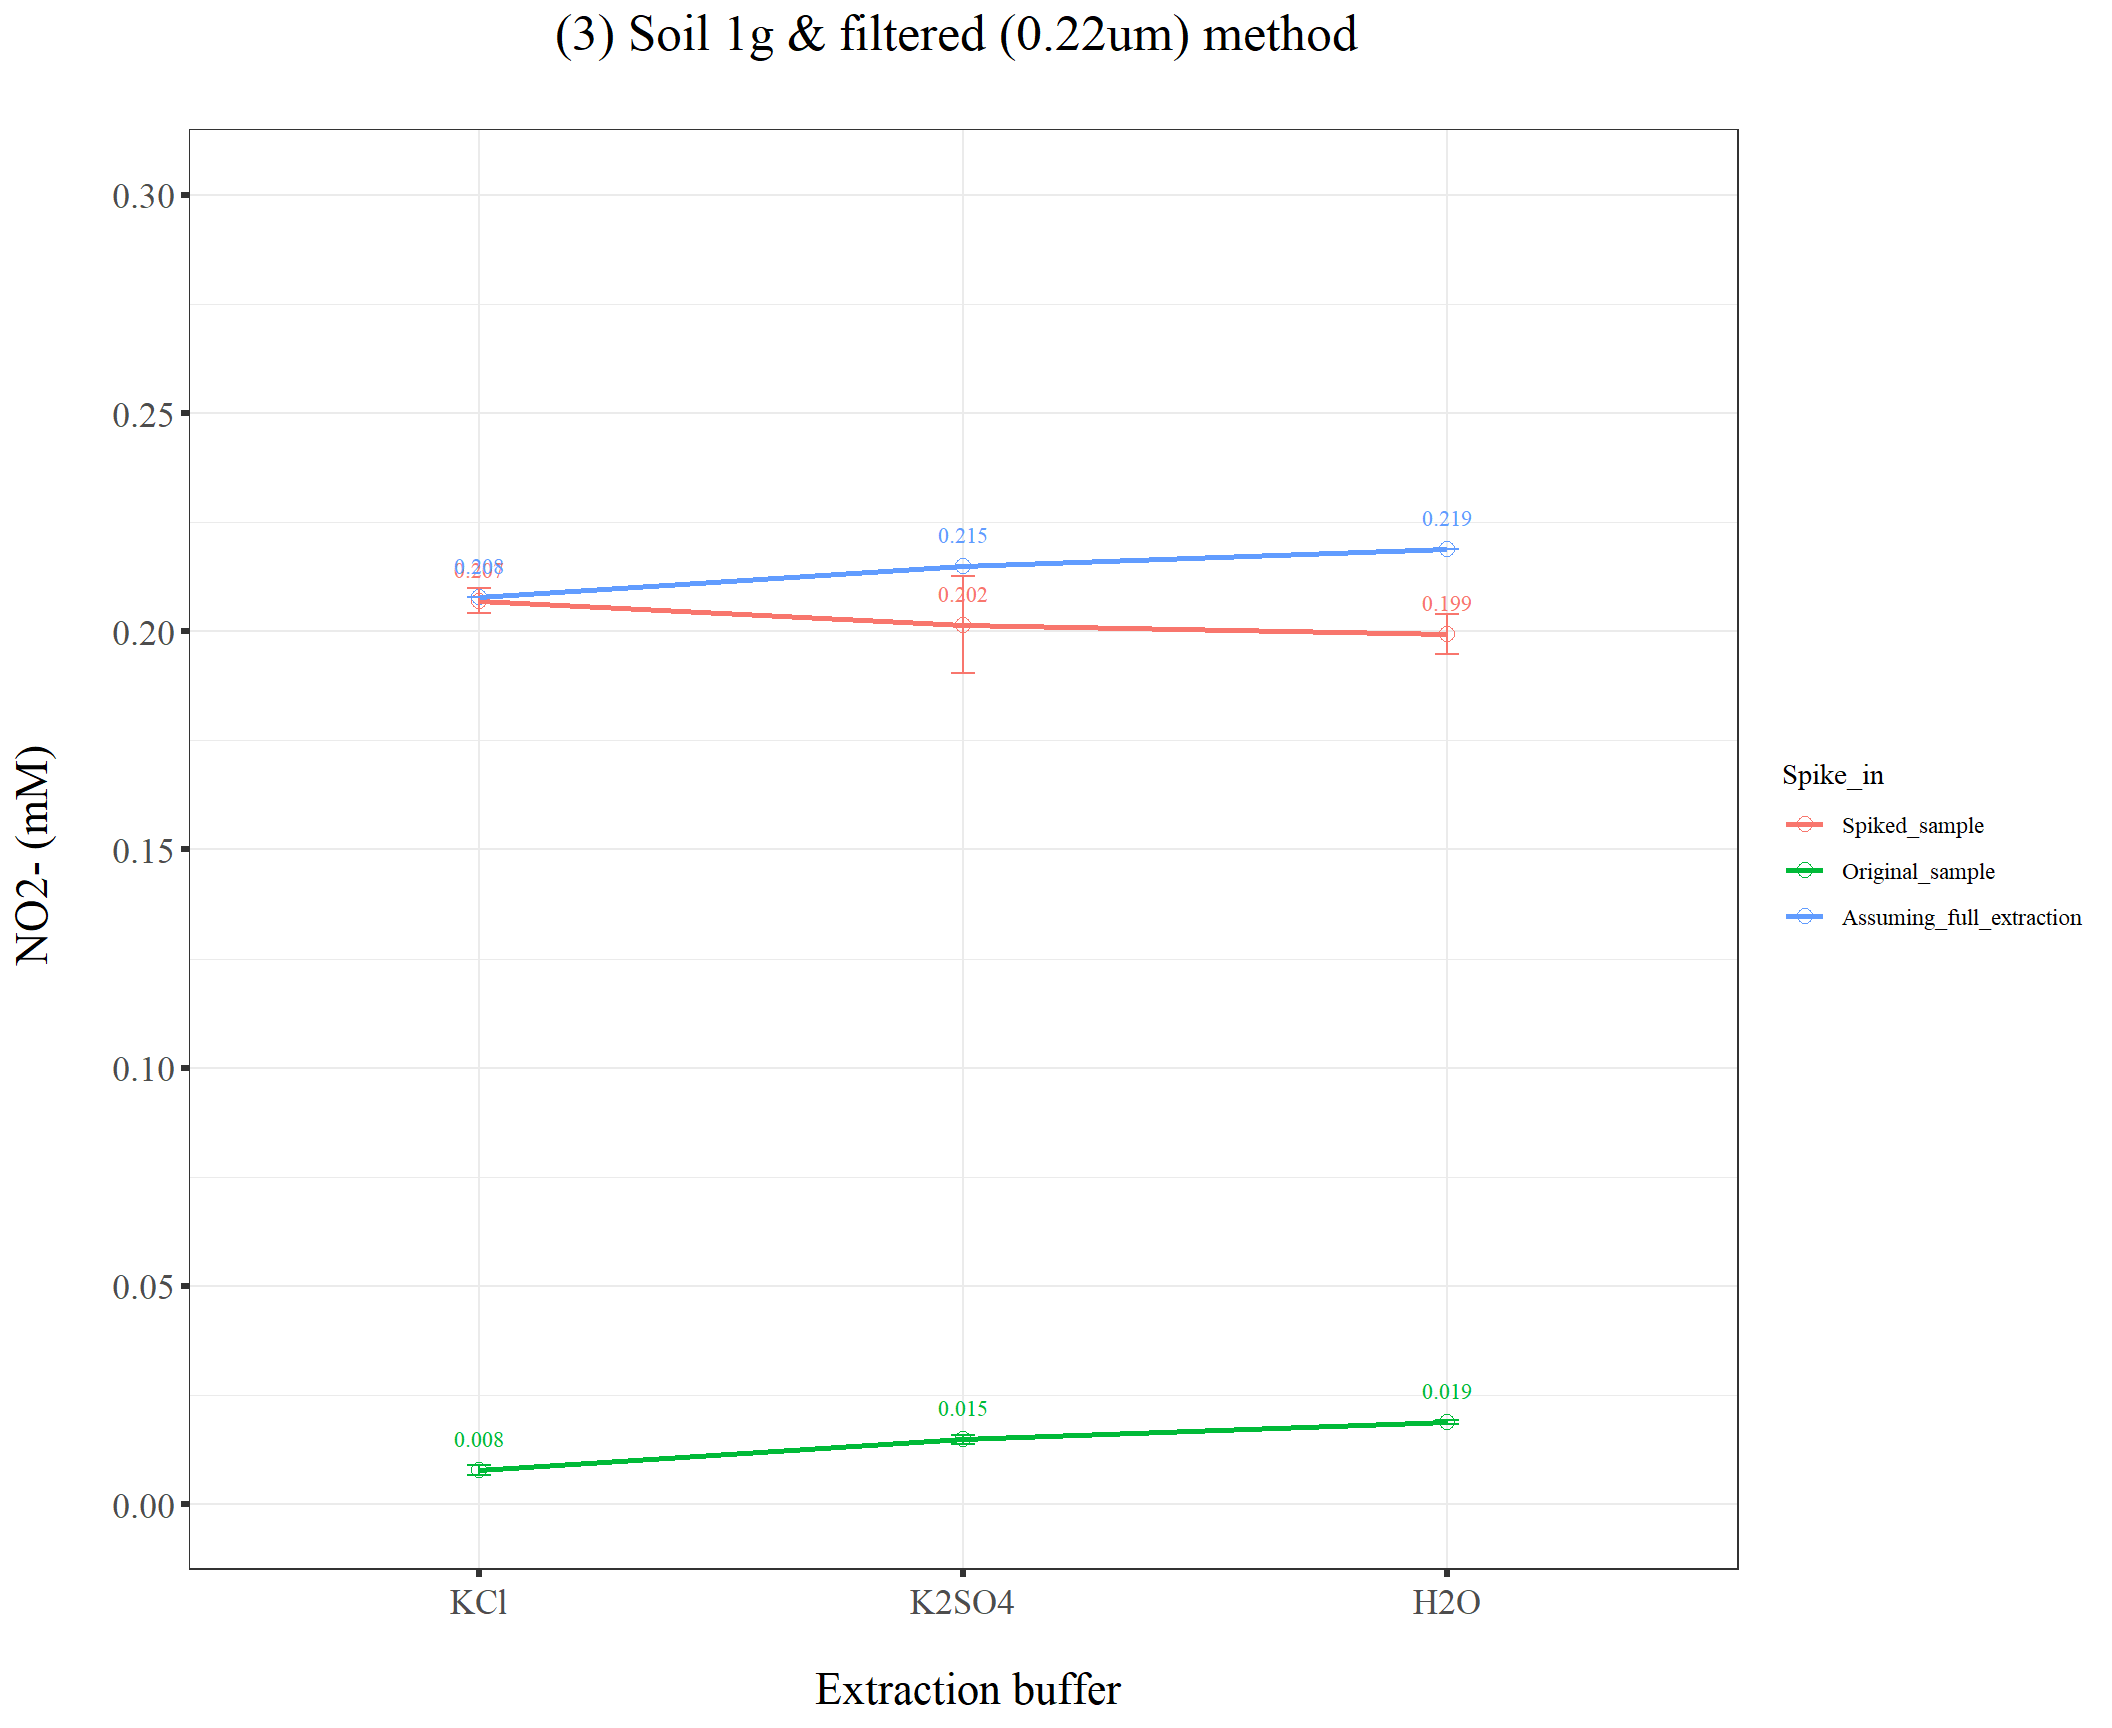 (3) Soil 1g & filtered (0.22um) method
NO2- (mM)
0.30
0.25
0.20
0.15
0.10
0.05
0.00
0.208
0.207
0.215
0.202
0.219
0.199
0.008
0.015
0.019
KCl
K2SO4
H2O
Extraction buffer
Spike_in
Spiked_sample
Original_sample
Assuming_full_extraction